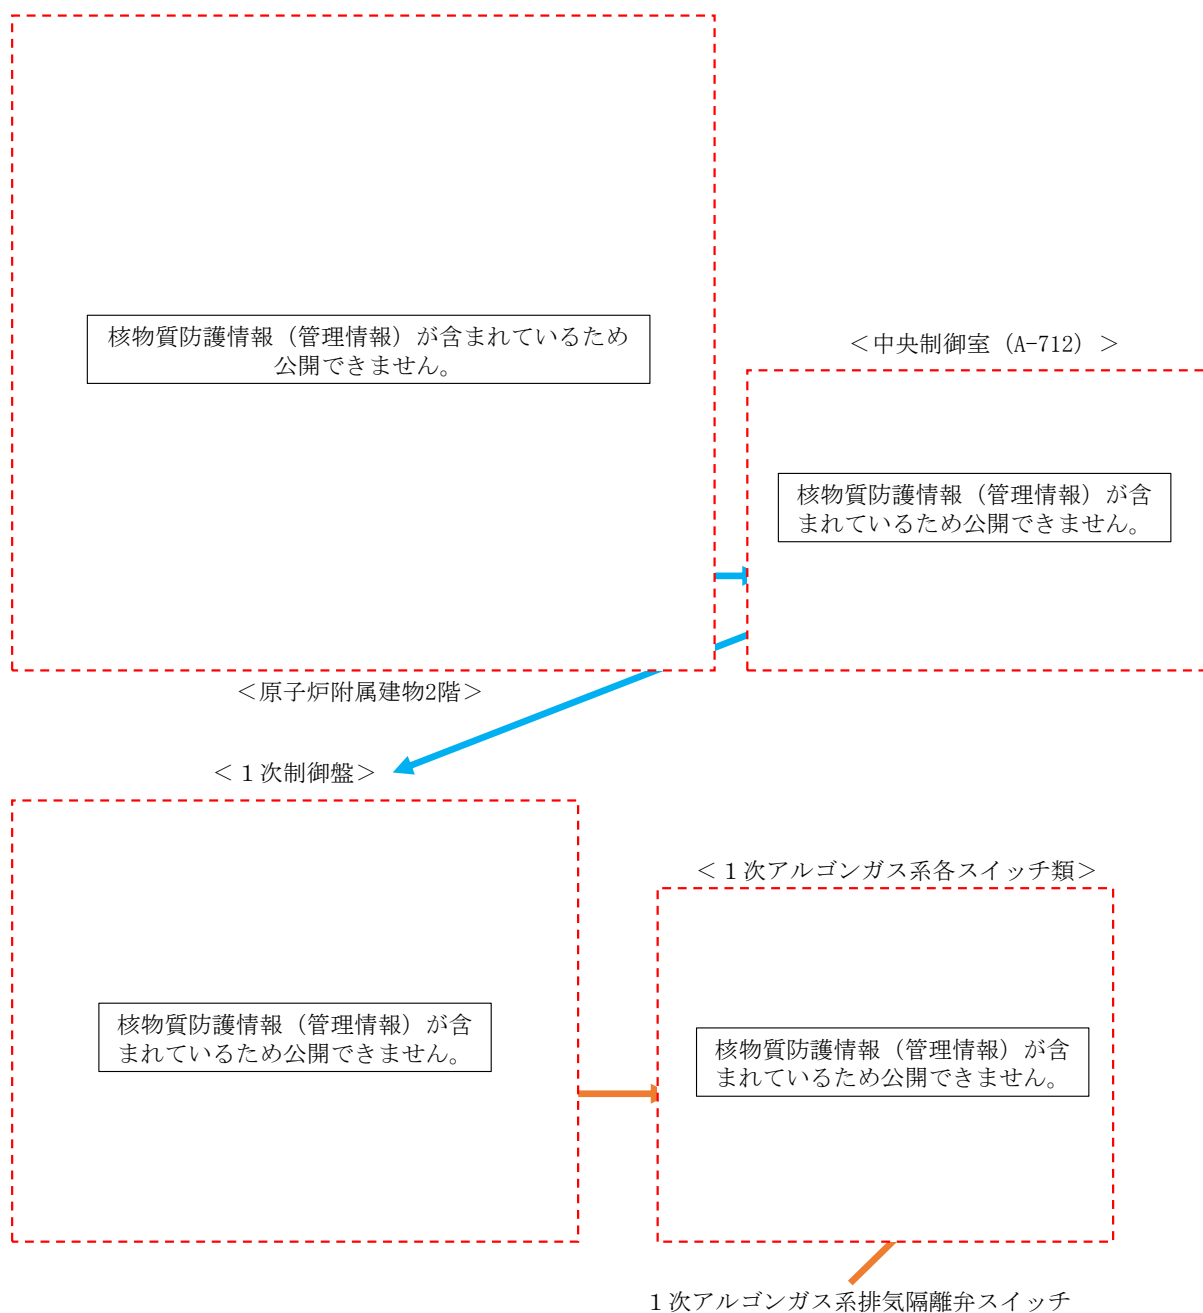 核物質防護情報（管理情報）が含まれているため
公開できません。
＜中央制御室（A-712）＞
核物質防護情報（管理情報）が含
まれているため公開できません。
＜原子炉附属建物2階＞
＜１次制御盤＞
核物質防護情報（管理情報）が含
まれているため公開できません。
＜１次アルゴンガス系各スイッチ類＞
核物質防護情報（管理情報）が含
まれているため公開できません。
１次アルゴンガス系排気隔離弁スイッチ